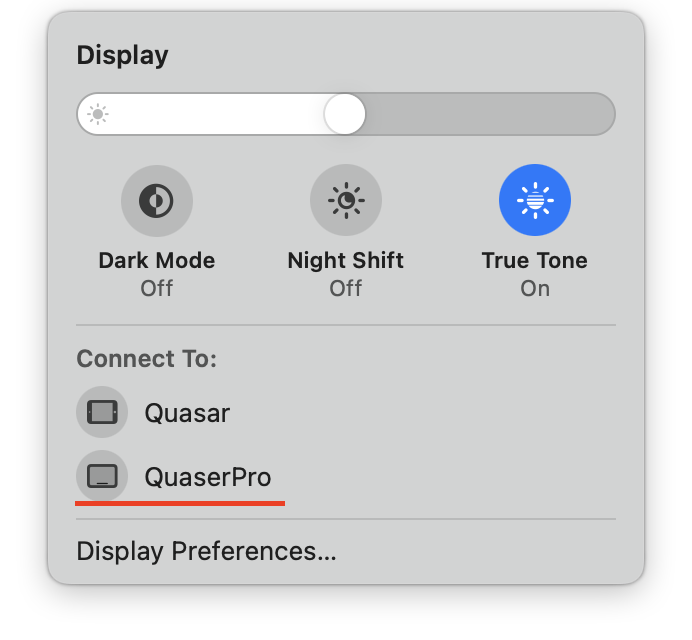 Display
Dark Mode Night Shift True Tone
Off Off On
Connect To:
Quasar
QuaserPro
Display Preferences...